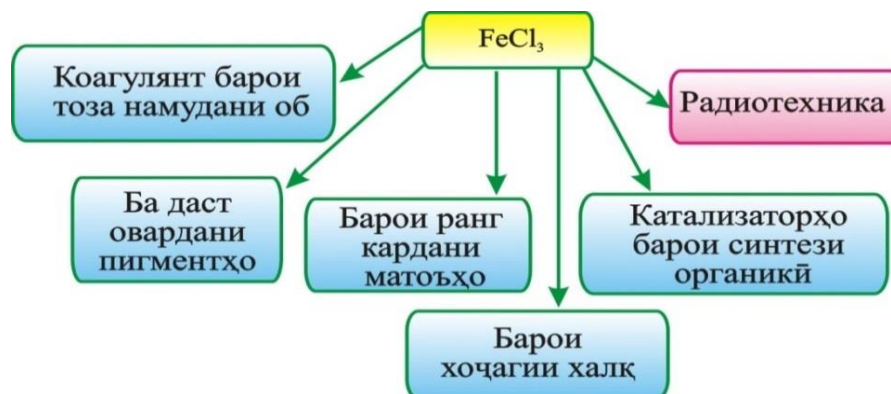 FeCl₃
Коагулянт барои
тоза намудани об
Радиотехника
Ба даст
овардани
пигментҳо
Барои ранг
кардани
матоъҳо
Катализаторҳо
барои синтези
органикӣ
Барои
хоҷагии халқ